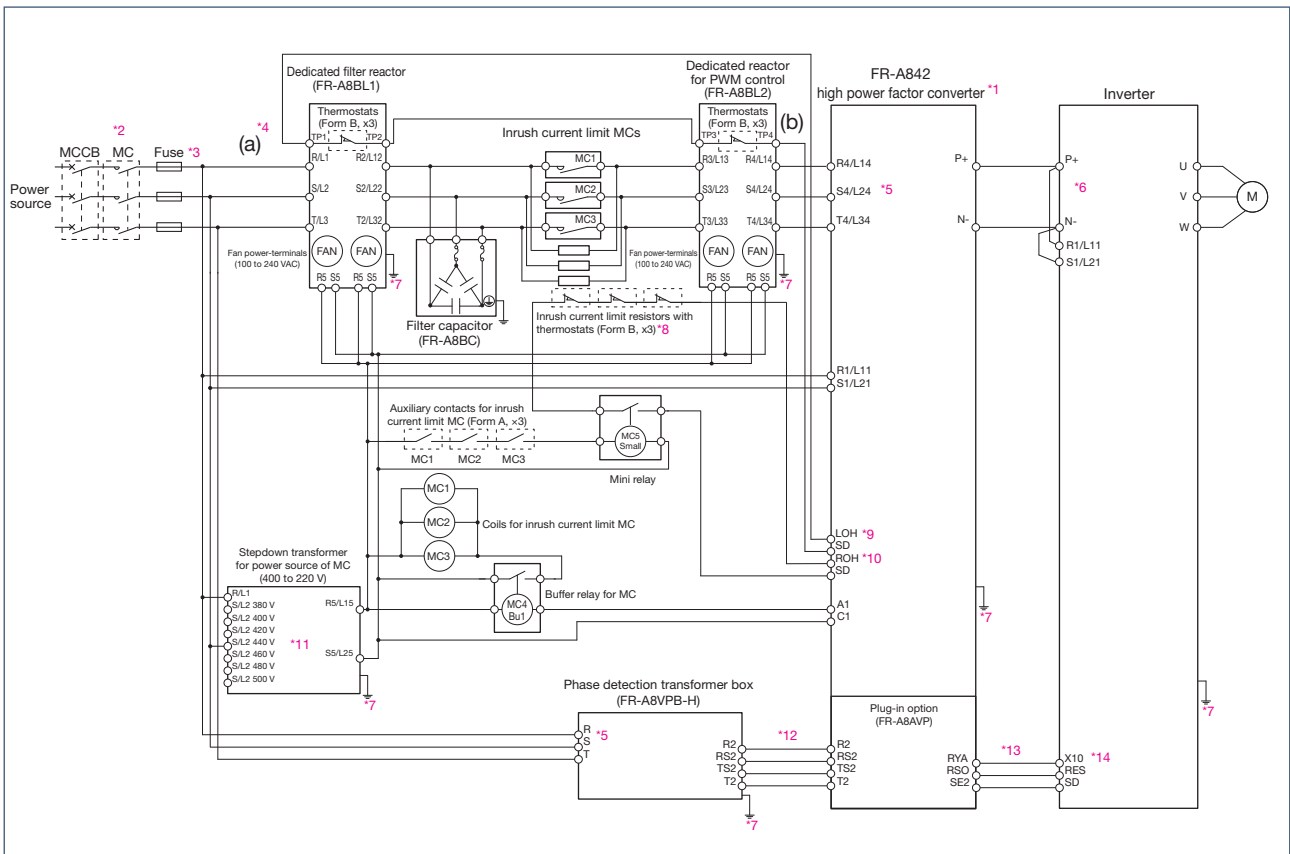 Dedicated filter reactor
(FR-A8BL1)
Dedicated reactor
for PWM control
(FR-A8BL2)
FR-A842
high power factor converter *1
Inverter
Thermostats
(Form B, x3)
Thermostats
(Form B, x3)
*4
(a)
(b)
TP1
TP2
TP3
TP4
Inrush current limit MCs
*2
MCCB
MC
Fuse *3
Power
source
R/L1
R2/L12
S/L2
S2/L22
T/L3
T2/L32
MC1
MC2
MC3
R3/L13
R4/L14
S3/L23
S4/L24
T3/L33
T4/L34
R4/L14
S4/L24
*5
T4/L34
P+
N-
P+
*6
N-
R1/L11
S1/L21
U
V
W
M
Fan power-terminals
(100 to 240 VAC)
FAN
FAN
R5
S5
R5
S5
*7
Fan power-terminals
(100 to 240 VAC)
FAN
FAN
R5
S5
R5
S5
*7
Filter capacitor
(FR-A8BC)
Inrush current limit resistors with
thermostats (Form B, x3)*8
R1/L11
S1/L21
Auxiliary contacts for inrush
current limit MC (Form A, ×3)
MC1
MC2
MC3
MC5
Small
Mini relay
MC1
MC2
MC3
Coils for inrush current limit MC
LOH *9
SD
ROH *10
SD
Stepdown transformer
for power source of MC
(400 to 220 V)
R/L1
S/L2 380 V
S/L2 400 V
S/L2 420 V
S/L2 440 V
S/L2 460 V
S/L2 480 V
S/L2 500 V
*11
R5/L15
S5/L25
*7
Buffer relay for MC
MC4
Bu1
A1
C1
*7
*7
Phase detection transformer box
(FR-A8VPB-H)
R
S
T
*5
R2
RS2
TS2
T2
*7
*12
Plug-in option
(FR-A8AVP)
R2
RS2
TS2
T2
RYA
RSO
SE2
*13
X10
RES
SD
*14